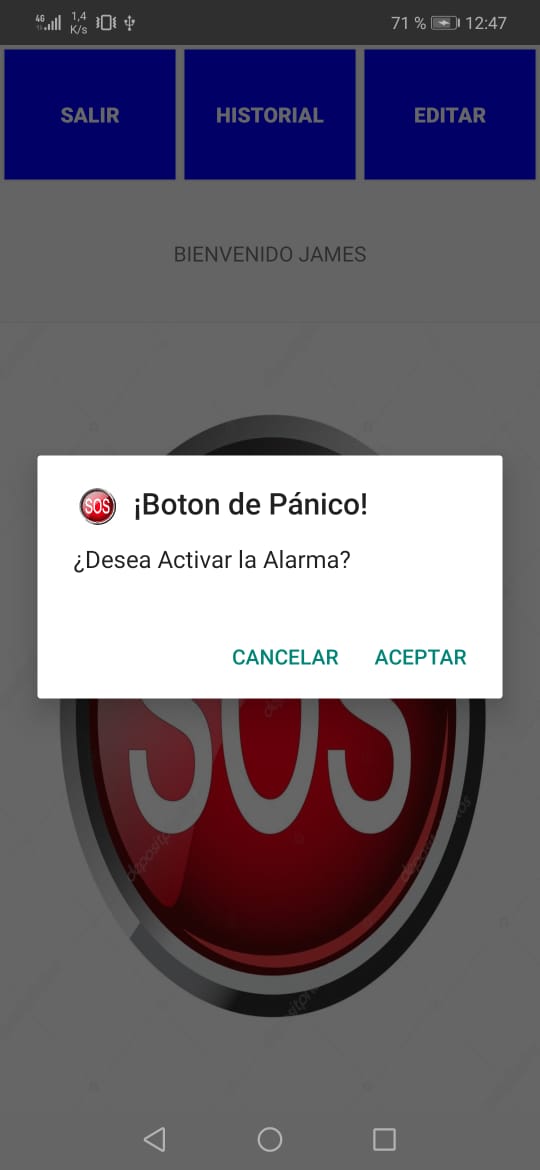 4G 1,4 K/s 71 % 12:47
SALIR HISTORIAL EDITAR
BIENVENIDO JAMES
SOS ¡Boton de Pánico!
¿Desea Activar la Alarma?
CANCELAR ACEPTAR
SOS